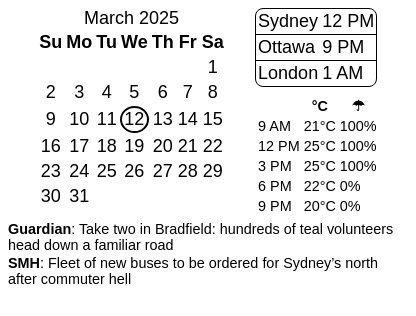 March 2025
Su Mo Tu We Th Fr Sa
1
2 3 4 5 6 7 8
9 10 11 12 13 14 15
16 17 18 19 20 21 22
23 24 25 26 27 28 29
30 31
Sydney 12 PM
Ottawa 9 PM
London 1 AM
°C ☂
9 AM 21°C 100%
12 PM 25°C 100%
3 PM 25°C 100%
6 PM 22°C 0%
9 PM 20°C 0%
Guardian: Take two in Bradfield: hundreds of teal volunteers
head down a familiar road
SMH: Fleet of new buses to be ordered for Sydney’s north
after commuter hell